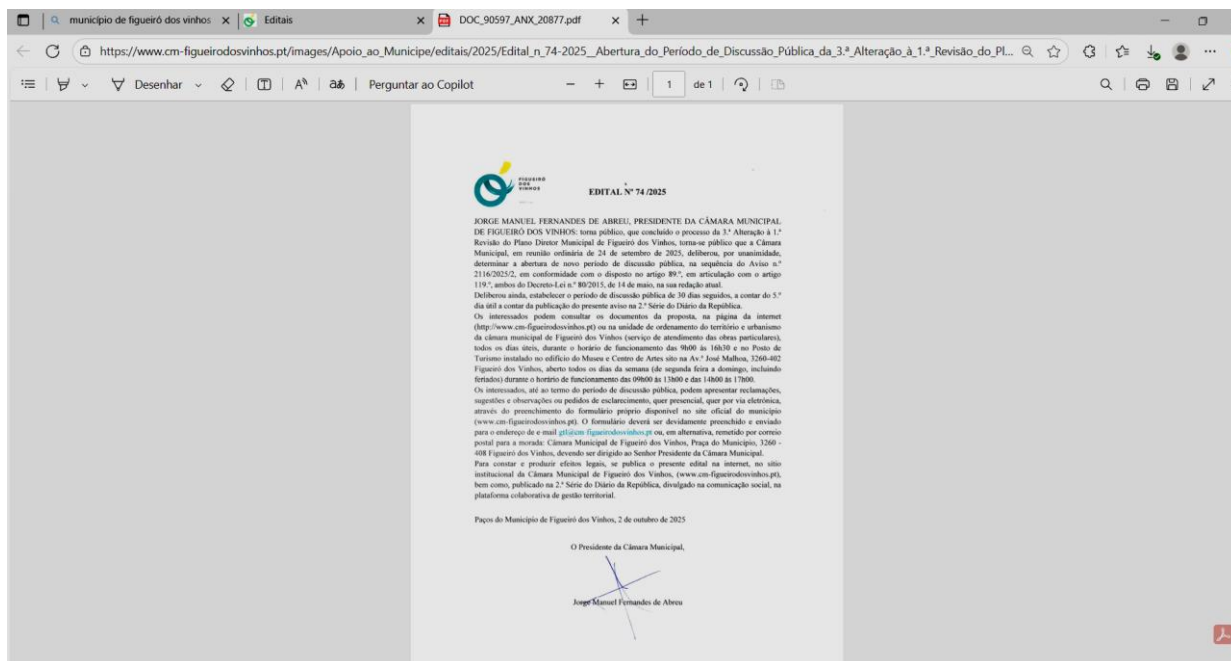 município de figueiró dos vinhos
Editais
DOC_90597_ANX_20877.pdf
https://www.cm-figueirodosvinhos.pt/images/Apoio_ao_Municipe/editais/2025/Edital_n_74-2025__Abertura_do_Período_de_Discussão_Pública_da_3.ª_Alteração_à_1.ª_Revisão_do_Pl...
Desenhar
Perguntar ao Copilot
1 de 1
FIGUEIRÓ
DOS
VINHOS
EDITAL Nº 74 /2025
JORGE MANUEL FERNANDES DE ABREU, PRESIDENTE DA CÂMARA MUNICIPAL
DE FIGUEIRÓ DOS VINHOS: torna público, que concluído o processo da 3.ª Alteração à 1.ª
Revisão do Plano Diretor Municipal de Figueiró dos Vinhos, torna-se público que a Câmara
Municipal, em reunião ordinária de 24 de setembro de 2025, deliberou, por unanimidade,
determinar a abertura de novo período de discussão pública, na sequência do Aviso n.º
2116/2025/2, em conformidade com o disposto no artigo 89.º, em articulação com o artigo
119.º, ambos do Decreto-Lei n.º 80/2015, de 14 de maio, na sua redação atual.
Deliberou ainda, estabelecer o período de discussão pública de 30 dias seguidos, a contar do 5.º
dia útil a contar da publicação do presente aviso na 2.ª Série do Diário da República.
Os interessados podem consultar os documentos da proposta, na página da internet
(http://www.cm-figueirodosvinhos.pt) ou na unidade de ordenamento do território e urbanismo
da câmara municipal de Figueiró dos Vinhos (serviço de atendimento das obras particulares),
todos os dias úteis, durante o horário de funcionamento das 9h00 às 16h30 e no Posto de
Turismo instalado no edifício do Museu e Centro de Artes sito na Av.ª José Malhoa, 3260-402
Figueiró dos Vinhos, aberto todos os dias da semana (de segunda feira a domingo, incluindo
feriados) durante o horário de funcionamento das 09h00 às 13h00 e das 14h00 às 17h00.
Os interessados, até ao termo do período de discussão pública, podem apresentar reclamações,
sugestões e observações ou pedidos de esclarecimento, quer presencial, quer por via eletrónica,
através do preenchimento do formulário próprio disponível no site oficial do município
(www.cm-figueirodosvinhos.pt). O formulário deverá ser devidamente preenchido e enviado
para o endereço de e-mail gtl@cm-figueirodosvinhos.pt ou, em alternativa, remetido por correio
postal para a morada: Câmara Municipal de Figueiró dos Vinhos, Praça do Município, 3260 -
408 Figueiró dos Vinhos, devendo ser dirigido ao Senhor Presidente da Câmara Municipal.
Para constar e produzir efeitos legais, se publica o presente edital na internet, no sítio
institucional da Câmara Municipal de Figueiró dos Vinhos, (www.cm-figueirodosvinhos.pt),
bem como, publicado na 2.ª Série do Diário da República, divulgado na comunicação social, na
plataforma colaborativa de gestão territorial.
Paços do Município de Figueiró dos Vinhos, 2 de outubro de 2025
O Presidente da Câmara Municipal,
Jorge Manuel Fernandes de Abreu